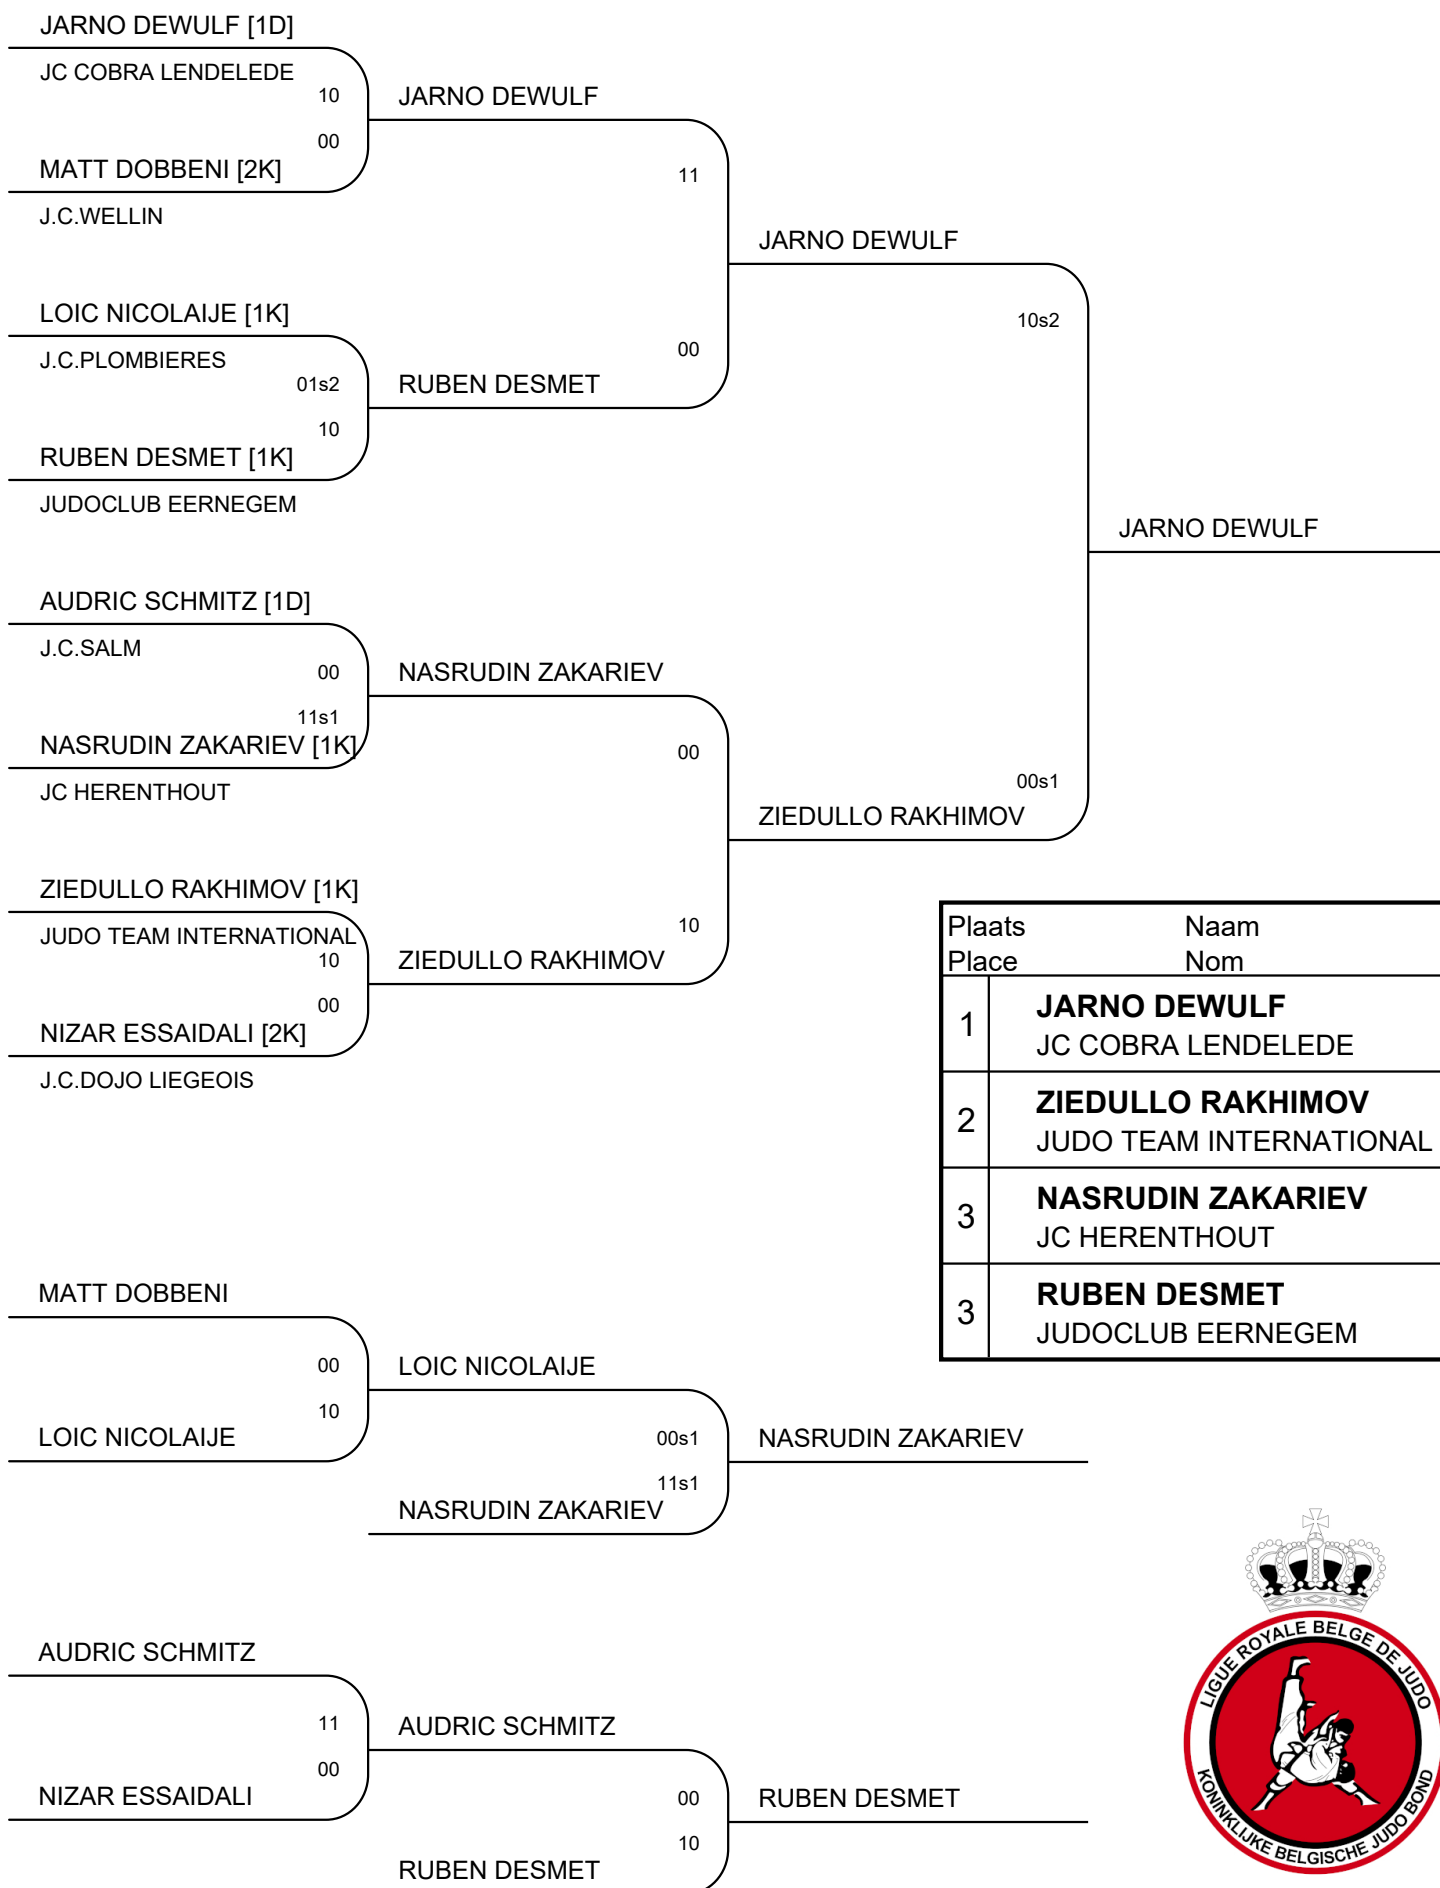 JARNO DEWULF [1D]
JC COBRA LENDELEDE
10
00
MATT DOBBENI [2K]
J.C.WELLIN
JARNO DEWULF
11
00
RUBEN DESMET
LOIC NICOLAIJE [1K]
J.C.PLOMBIERES
01s2
10
RUBEN DESMET [1K]
JUDOCLUB EERNEGEM
JARNO DEWULF
10s2
00s1
ZIEDULLO RAKHIMOV
JARNO DEWULF
AUDRIC SCHMITZ [1D]
J.C.SALM
00
11s1
NASRUDIN ZAKARIEV [1K]
JC HERENTHOUT
NASRUDIN ZAKARIEV
00
10
ZIEDULLO RAKHIMOV
ZIEDULLO RAKHIMOV [1K]
JUDO TEAM INTERNATIONAL
10
00
NIZAR ESSAIDALI [2K]
J.C.DOJO LIEGEOIS
Plaats Naam
Place Nom
1 JARNO DEWULF
JC COBRA LENDELEDE
2 ZIEDULLO RAKHIMOV
JUDO TEAM INTERNATIONAL
3 NASRUDIN ZAKARIEV
JC HERENTHOUT
3 RUBEN DESMET
JUDOCLUB EERNEGEM
MATT DOBBENI
00
10
LOIC NICOLAIJE
LOIC NICOLAIJE
00s1
11s1
NASRUDIN ZAKARIEV
NASRUDIN ZAKARIEV
AUDRIC SCHMITZ
11
00
NIZAR ESSAIDALI
AUDRIC SCHMITZ
00
10
RUBEN DESMET
RUBEN DESMET
LIGUE ROYALE BELGE DE JUDO
KONINKLIJKE BELGISCHE JUDO BOND